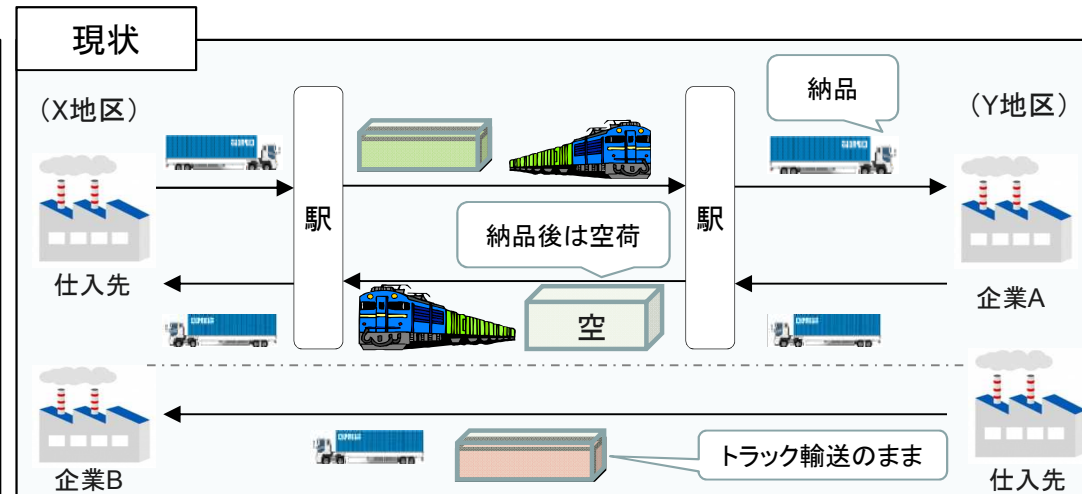 現状
（X地区）
納品
（Y地区）
駅
駅
納品後は空荷
仕入先
企業A
空
EXPRESS
トラック輸送のまま
企業B
仕入先